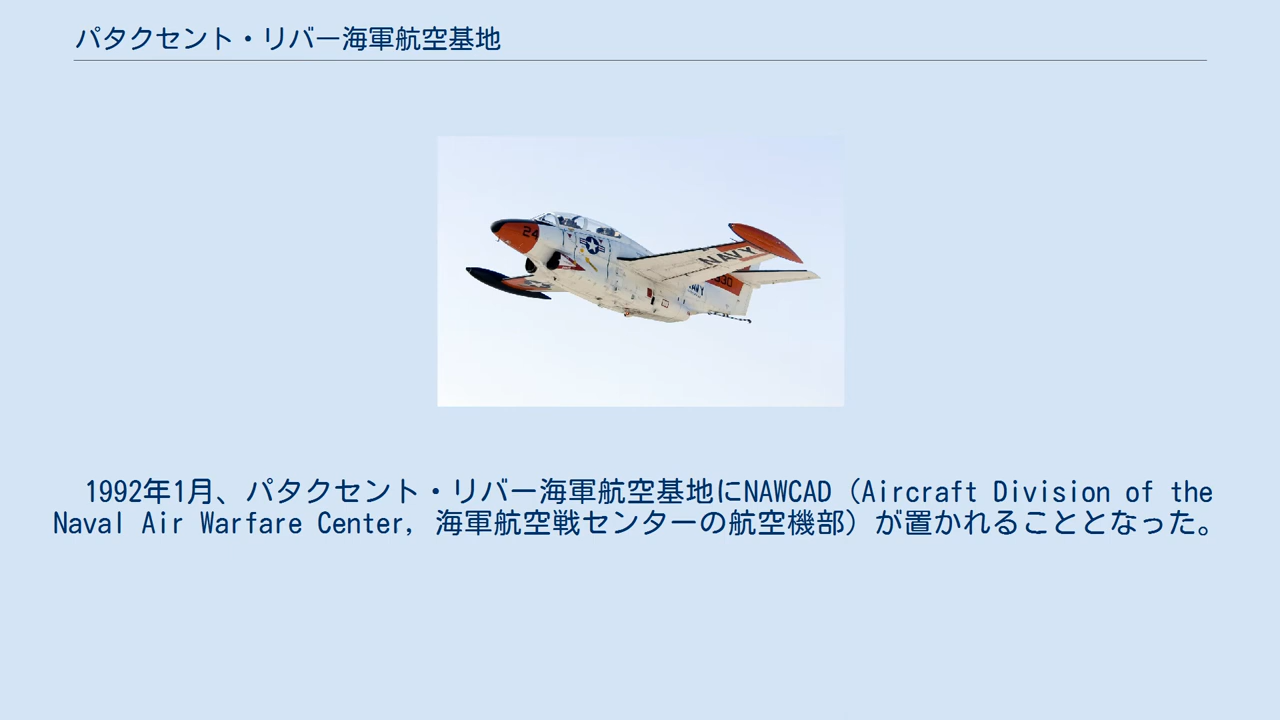 パタクセント・リバー海軍航空基地
24
NAVY
NAVY
1992年1月、パタクセント・リバー海軍航空基地にNAWCAD（Aircraft Division of the
Naval Air Warfare Center, 海軍航空戦センターの航空機部）が置かれることとなった。